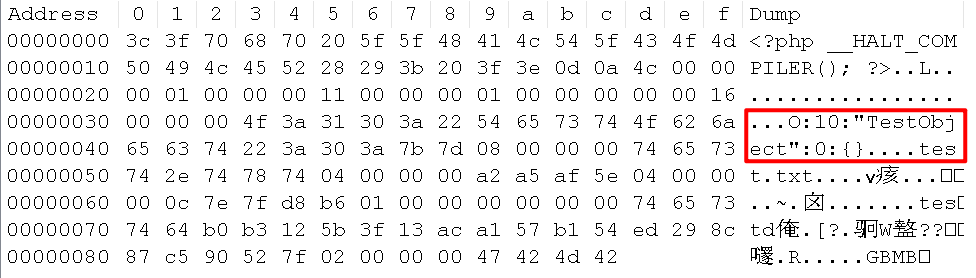 Address 0 1 2 3 4 5 6 7 8 9 a b c d e f Dump
00000000 3c 3f 70 68 70 20 5f 5f 48 41 4c 54 5f 43 4f 4d <?php __HALT_COM
00000010 50 49 4c 45 52 28 29 3b 20 3f 3e 0d 0a 4c 00 00 PILER(); ?>..L..
00000020 00 01 00 00 00 11 00 00 00 01 00 00 00 00 00 16 ................
00000030 00 00 00 4f 3a 31 30 3a 22 54 65 73 74 4f 62 6a ...O:10:"TestObj
00000040 65 63 74 22 3a 30 3a 7b 7d 08 00 00 00 74 65 73 ect":0:{}....tes
00000050 74 2e 74 78 74 04 00 00 00 a2 a5 af 5e 04 00 00 t.txt....v痎...□□
00000060 00 0c 7e 7f d8 b6 01 00 00 00 00 00 00 74 65 73 ..~.囟.......tes□
00000070 74 64 b0 b3 12 5b 3f 13 ac a1 57 b1 54 ed 29 8c td俺.[?.骃W盩??□□
00000080 87 c5 90 52 7f 02 00 00 00 47 42 4d 42 嚺.R.....GBMB□